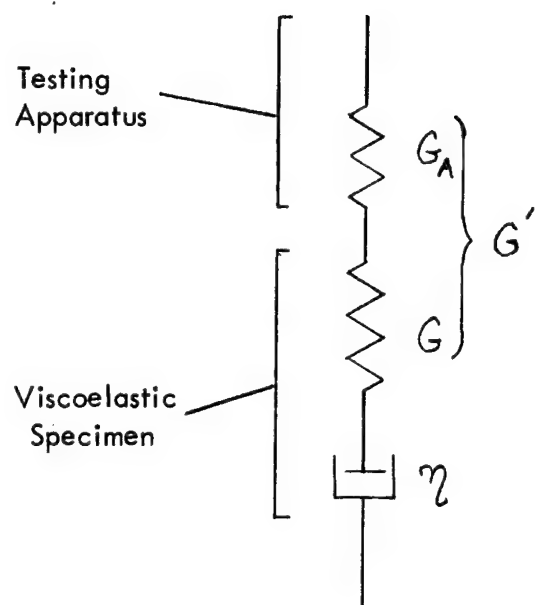 Testing
Apparatus
G_A
G'
G
Viscoelastic
Specimen
η